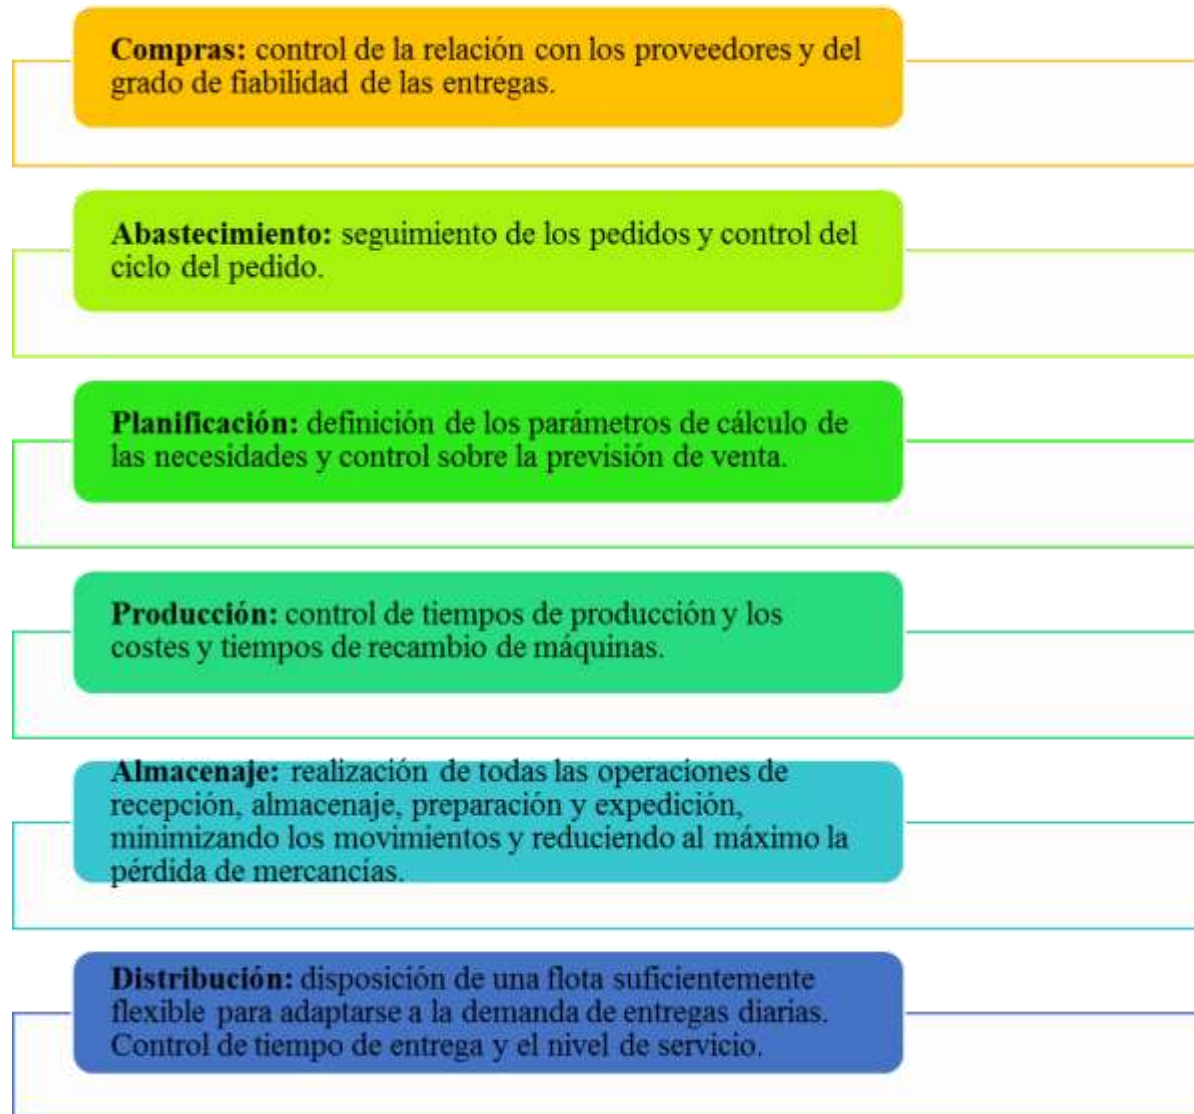 Compras: control de la relación con los proveedores y del
grado de fiabilidad de las entregas.
Abastecimiento: seguimiento de los pedidos y control del
ciclo del pedido.
Planificación: definición de los parámetros de cálculo de
las necesidades y control sobre la previsión de venta.
Producción: control de tiempos de producción y los
costes y tiempos de recambio de máquinas.
Almacenaje: realización de todas las operaciones de
recepción, almacenaje, preparación y expedición,
minimizando los movimientos y reduciendo al máximo la
pérdida de mercancías.
Distribución: disposición de una flota suficientemente
flexible para adaptarse a la demanda de entregas diarias.
Control de tiempo de entrega y el nivel de servicio.